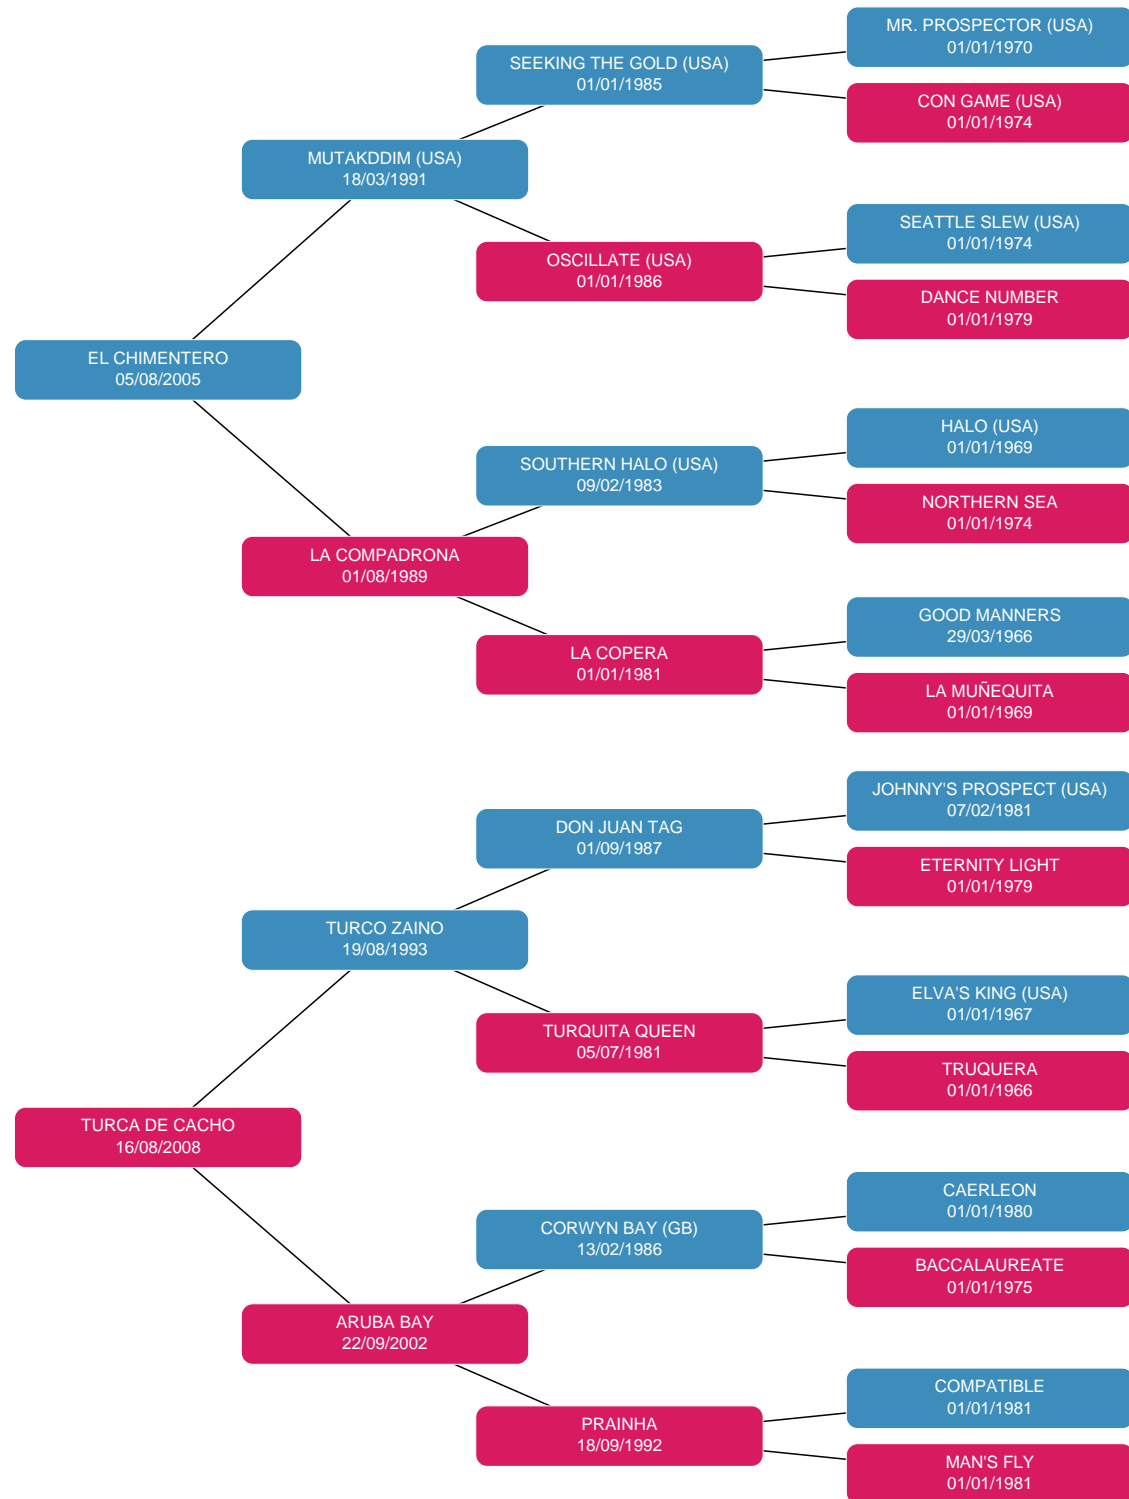 MR. PROSPECTOR (USA)
01/01/1970
SEEKING THE GOLD (USA)
01/01/1985
CON GAME (USA)
01/01/1974
MUTAKDDIM (USA)
18/03/1991
SEATTLE SLEW (USA)
01/01/1974
OSCILLATE (USA)
01/01/1986
DANCE NUMBER
01/01/1979
EL CHIMENTERO
05/08/2005
HALO (USA)
01/01/1969
SOUTHERN HALO (USA)
09/02/1983
NORTHERN SEA
01/01/1974
LA COMPADRONA
01/08/1989
GOOD MANNERS
29/03/1966
LA COPERA
01/01/1981
LA MUÑEQUITA
01/01/1969
JOHNNY'S PROSPECT (USA)
07/02/1981
DON JUAN TAG
01/09/1987
ETERNITY LIGHT
01/01/1979
TURCO ZAINO
19/08/1993
ELVA'S KING (USA)
01/01/1967
TURQUITA QUEEN
05/07/1981
TRUQUERA
01/01/1966
TURCA DE CACHO
16/08/2008
CAERLEON
01/01/1980
CORWYN BAY (GB)
13/02/1986
BACCALAUREATE
01/01/1975
ARUBA BAY
22/09/2002
COMPATIBLE
01/01/1981
PRAINHA
18/09/1992
MAN'S FLY
01/01/1981